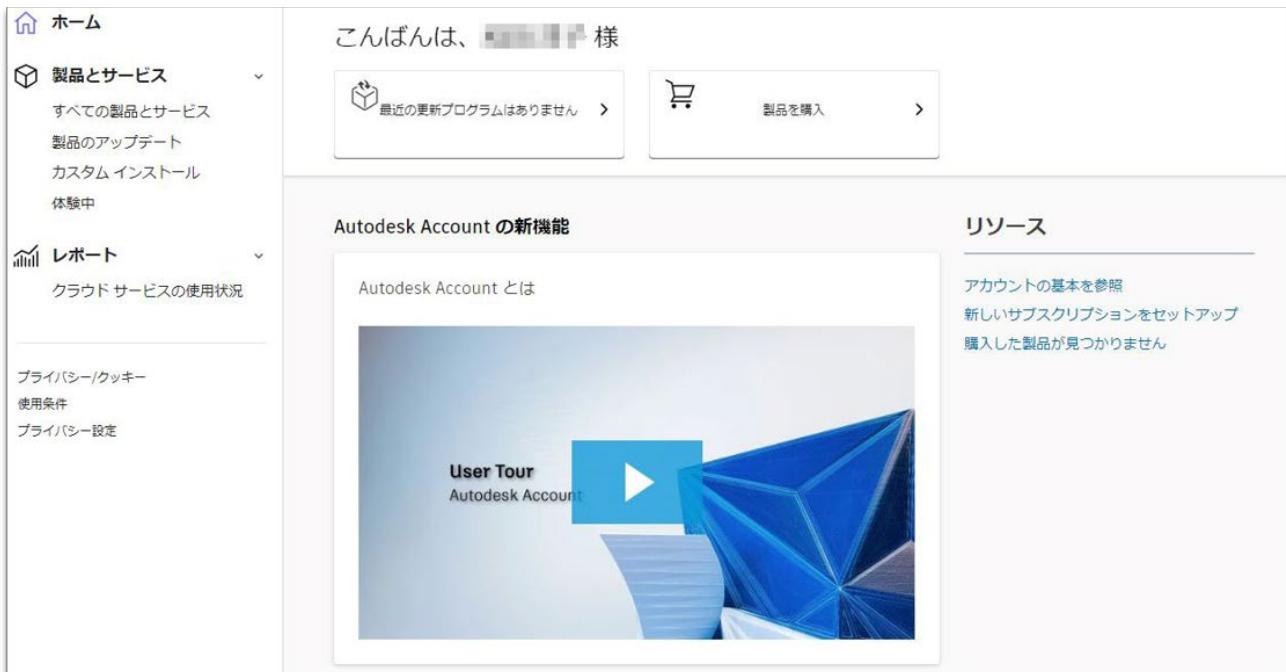 ホーム
製品とサービス
すべての製品とサービス
製品のアップデート
カスタム インストール
体験中
レポート
クラウド サービスの使用状況
プライバシー/クッキー
使用条件
プライバシー設定
こんばんは、 様
最近の更新プログラムはありません
製品を購入
Autodesk Account の新機能
Autodesk Account とは
User Tour
Autodesk Account
リソース
アカウントの基本を参照
新しいサブスクリプションをセットアップ
購入した製品が見つかりません